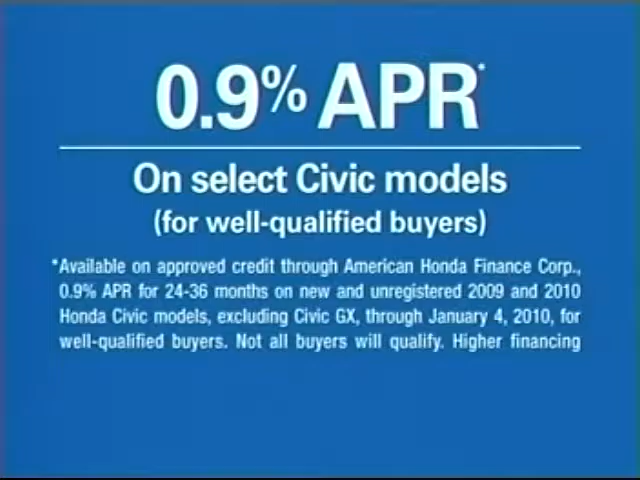 0.9% APR*
On select Civic models
(for well-qualified buyers)
*Available on approved credit through American Honda Finance Corp.,
0.9% APR for 24-36 months on new and unregistered 2009 and 2010
Honda Civic models, excluding Civic GX, through January 4, 2010, for
well-qualified buyers. Not all buyers will qualify. Higher financing